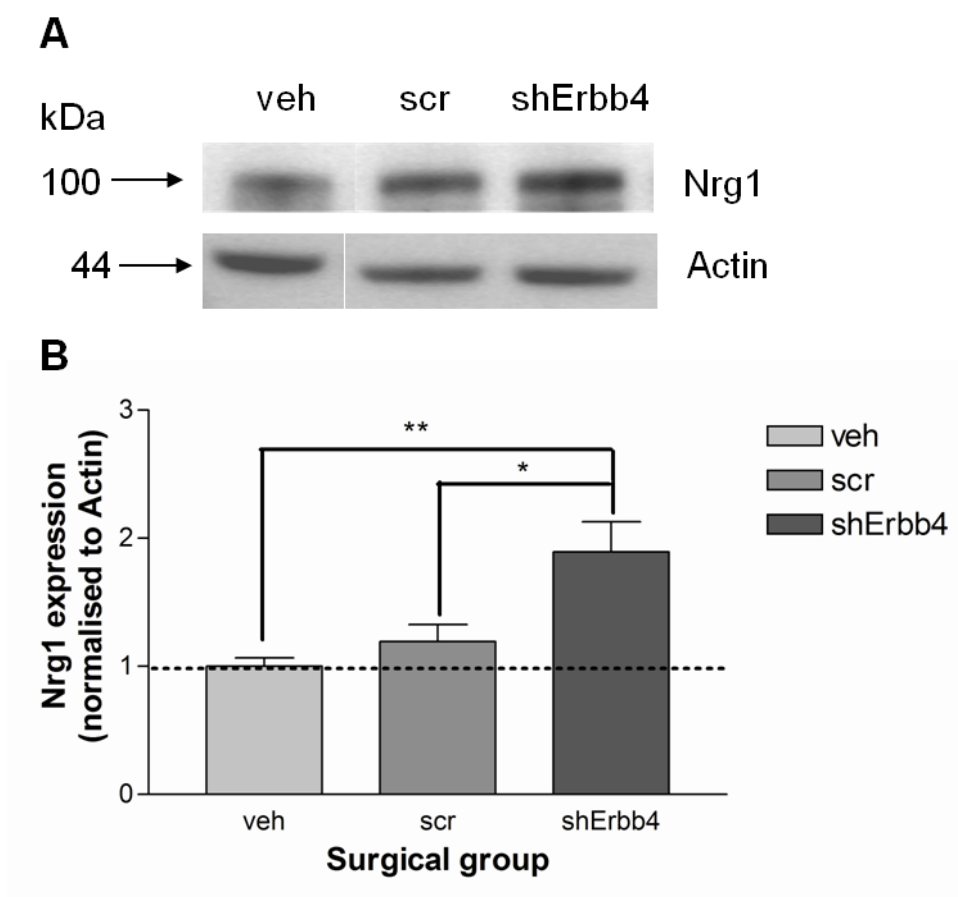 A
veh scr shErbb4
kDa
100 Nrg1
44 Actin
B
3
2
1
0
**
*
Nrg1 expression
(normalised to Actin)
veh
scr
shErbb4
veh scr shErbb4
Surgical group